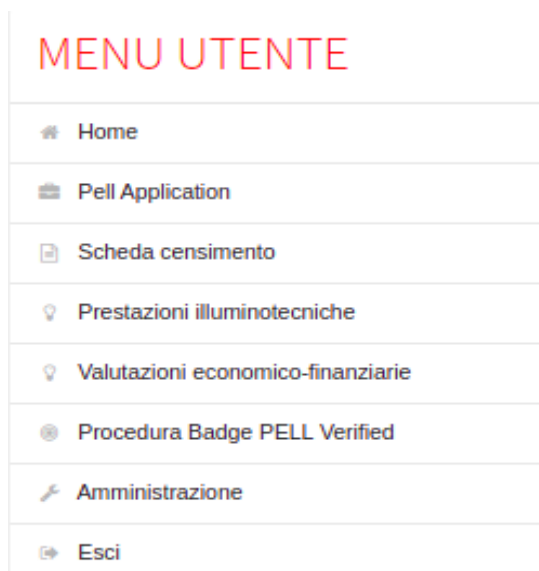 MENU UTENTE
Home
Pell Application
Scheda censimento
Prestazioni illuminotecniche
Valutazioni economico-finanziarie
Procedura Badge PELL Verified
Amministrazione
Esci